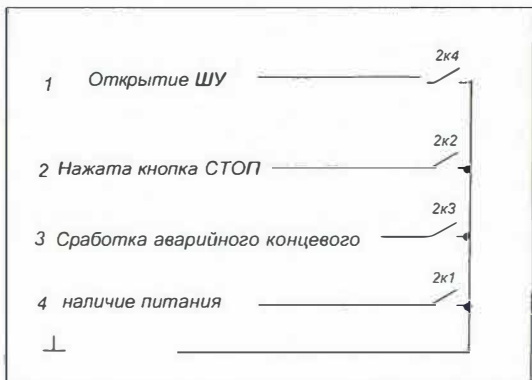 2к4
1 Открытие ШУ
2к2
2 Нажата кнопка СТОП
2к3
3 Сработка аварийного концевого
2к1
4 наличие питания